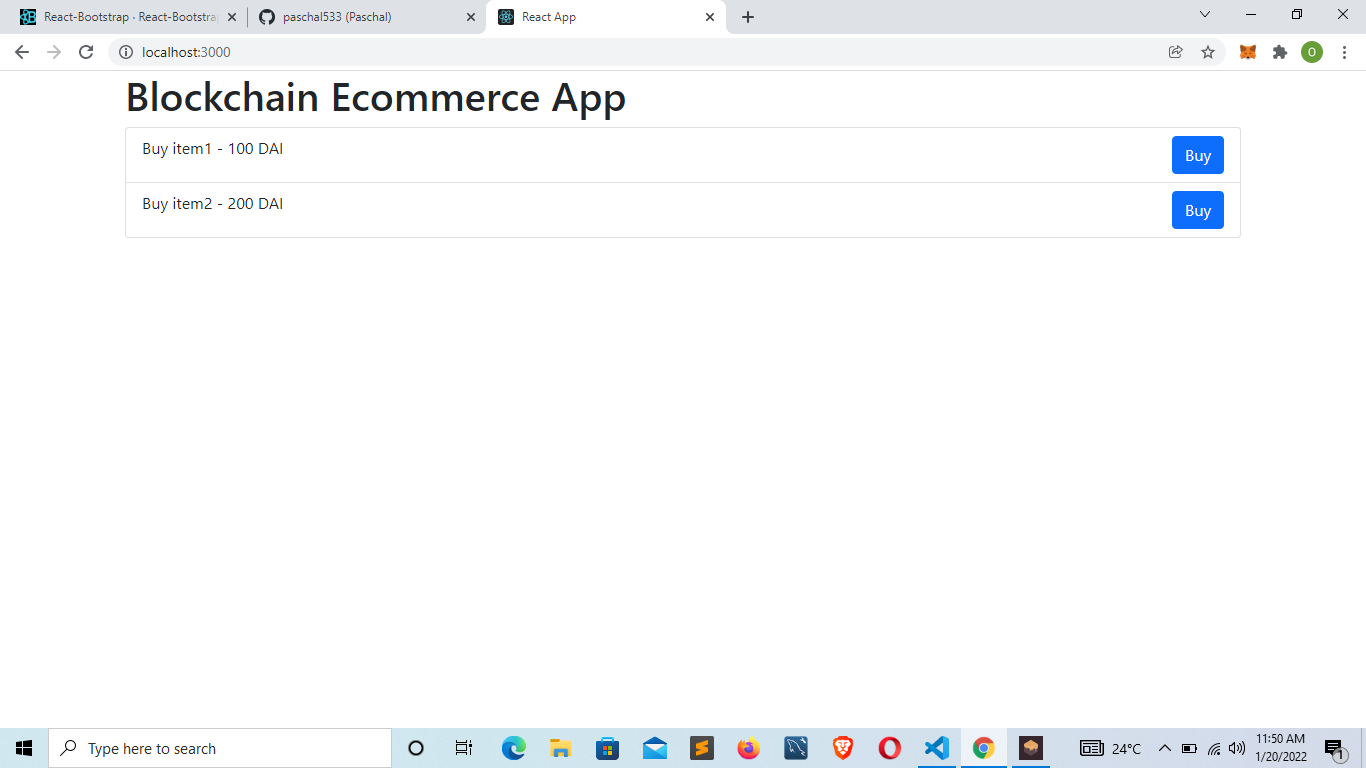 React-Bootstrap · React-Bootstra
paschal533 (Paschal)
React App
localhost:3000
O
Blockchain Ecommerce App
Buy item1 - 100 DAI
Buy
Buy item2 - 200 DAI
Buy
Type here to search
24°C
11:50 AM
1/20/2022
1